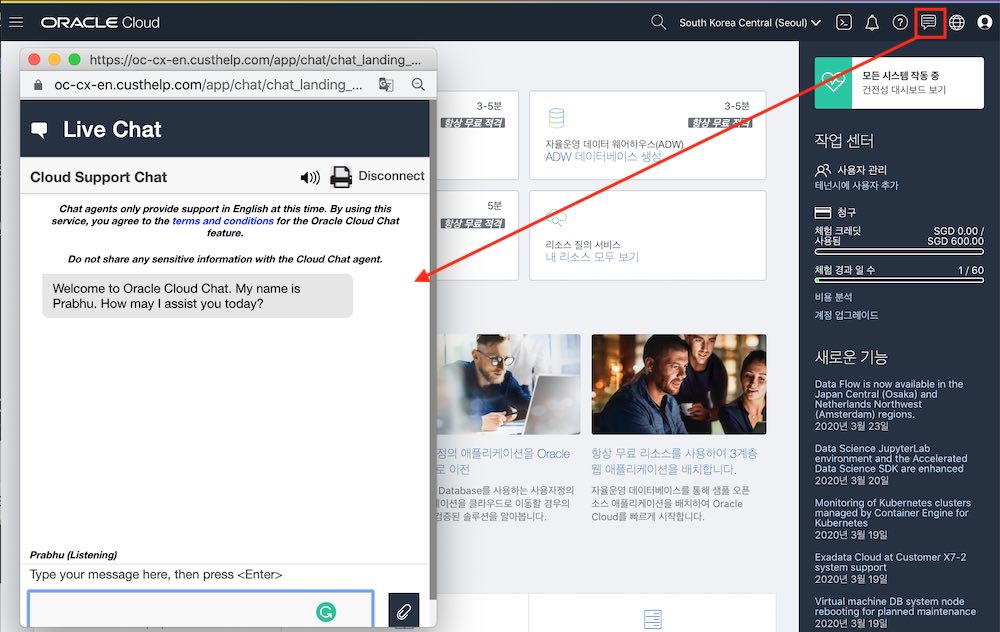 ORACLE Cloud
South Korea Central (Seoul)
https://oc-cx-en.custhelp.com/app/chat/chat_landing_...
oc-cx-en.custhelp.com/app/chat/chat_landing_...
Live Chat
Cloud Support Chat
Disconnect
Chat agents only provide support in English at this time. By using this
service, you agree to the terms and conditions for the Oracle Cloud Chat
feature.
Do not share any sensitive information with the Cloud Chat agent.
Welcome to Oracle Cloud Chat. My name is
Prabhu. How may I assist you today?
Prabhu (Listening)
Type your message here, then press <Enter>
3-5분
항상 무료 적격
3-5분
항상 무료 적격
자율운영 데이터 웨어하우스(ADW)
ADW 데이터베이스 생성
5분
항상 무료 적격
리소스 질의 서비스
내 리소스 모두 보기
정의 애플리케이션을 Oracle
로 이전
Database를 사용하는 사용자정의
이션을 클라우드로 이동할 경우의
검증된 솔루션을 알아봅니다.
항상 무료 리소스를 사용하여 3계층
웹 애플리케이션을 배치합니다.
자율운영 데이터베이스를 통해 샘플 오픈
소스 애플리케이션을 배치하여 Oracle
Cloud를 빠르게 시작합니다.
모든 시스템 작동 중
건전성 대시보드 보기
작업 센터
사용자 관리
테넌시에 사용자 추가
청구
체험 크레딧
사용됨
SGD 0.00 /
SGD 600.00
체험 경과 일 수
1 / 60
비용 분석
계정 업그레이드
새로운 기능
Data Flow is now available in the
Japan Central (Osaka) and
Netherlands Northwest
(Amsterdam) regions.
2020년 3월 23일
Data Science JupyterLab
environment and the Accelerated
Data Science SDK are enhanced
2020년 3월 20일
Monitoring of Kubernetes clusters
managed by Container Engine for
Kubernetes
2020년 3월 19일
Exadata Cloud at Customer X7-2
system support
2020년 3월 19일
Virtual machine DB system node
rebooting for planned maintenance
2020년 3월 19일